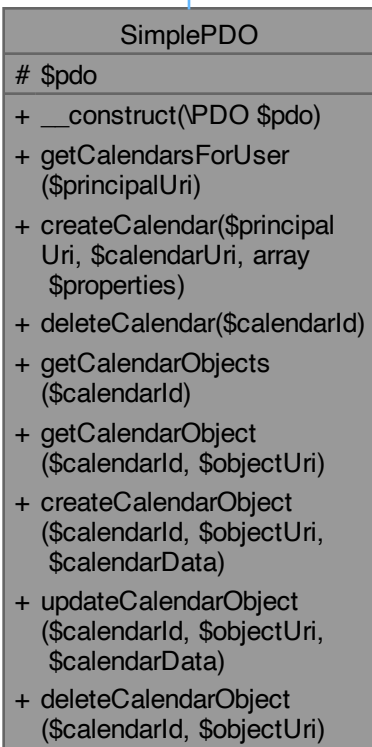 SimplePDO
# $pdo
+ __construct(\PDO $pdo)
+ getCalendarsForUser
($principalUri)
+ createCalendar($principal
Uri, $calendarUri, array
$properties)
+ deleteCalendar($calendarId)
+ getCalendarObjects
($calendarId)
+ getCalendarObject
($calendarId, $objectUri)
+ createCalendarObject
($calendarId, $objectUri,
$calendarData)
+ updateCalendarObject
($calendarId, $objectUri,
$calendarData)
+ deleteCalendarObject
($calendarId, $objectUri)